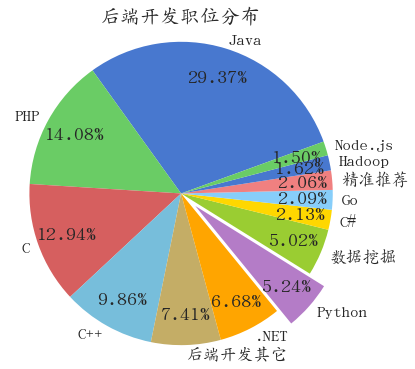 后端开发职位分布
Java
29.37%
PHP
14.08%
C
12.94%
C++
9.86%
后端开发其它
7.41%
.NET
6.68%
Python
5.24%
数据挖掘
5.02%
C#
2.13%
Go
2.09%
精准推荐
2.06%
Hadoop
1.62%
Node.js
1.50%